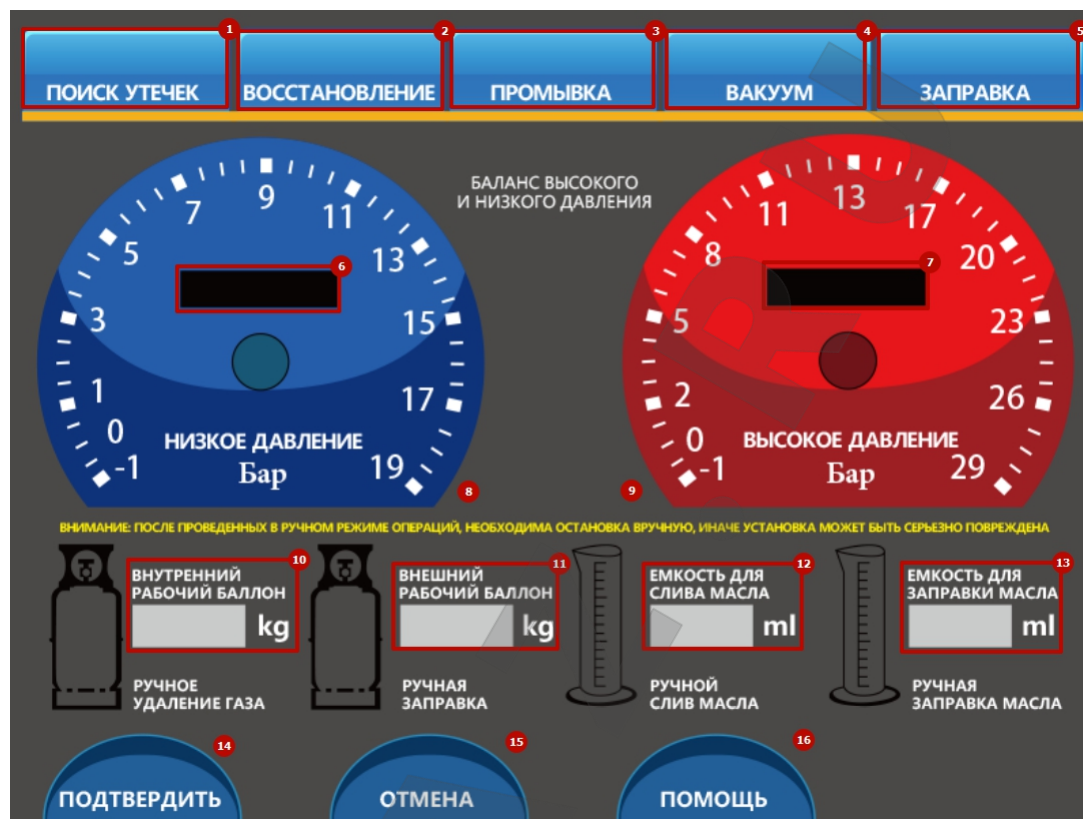 1
2
3
4
5
ПОИСК УТЕЧЕК
ВОССТАНОВЛЕНИЕ
ПРОМЫВКА
ВАКУУМ
ЗАПРАВКА
БАЛАНС ВЫСОКОГО
И НИЗКОГО ДАВЛЕНИЯ
-1
0
1
3
5
7
9
11
13
15
17
19
6
НИЗКОЕ ДАВЛЕНИЕ
Бар
8
-1
0
2
5
8
11
13
17
20
23
26
29
7
ВЫСОКОЕ ДАВЛЕНИЕ
Бар
9
ВНИМАНИЕ: ПОСЛЕ ПРОВЕДЕННЫХ В РУЧНОМ РЕЖИМЕ ОПЕРАЦИЙ, НЕОБХОДИМА ОСТАНОВКА ВРУЧНУЮ, ИНАЧЕ УСТАНОВКА МОЖЕТ БЫТЬ СЕРЬЕЗНО ПОВРЕЖДЕНА
10
ВНУТРЕННИЙ
РАБОЧИЙ БАЛЛОН
kg
РУЧНОЕ
УДАЛЕНИЕ ГАЗА
11
ВНЕШНИЙ
РАБОЧИЙ БАЛЛОН
kg
РУЧНАЯ
ЗАПРАВКА
12
ЕМКОСТЬ ДЛЯ
СЛИВА МАСЛА
ml
РУЧНОЙ
СЛИВ МАСЛА
13
ЕМКОСТЬ ДЛЯ
ЗАПРАВКИ МАСЛА
ml
РУЧНАЯ
ЗАПРАВКА МАСЛА
14
ПОДТВЕРДИТЬ
15
ОТМЕНА
16
ПОМОЩЬ